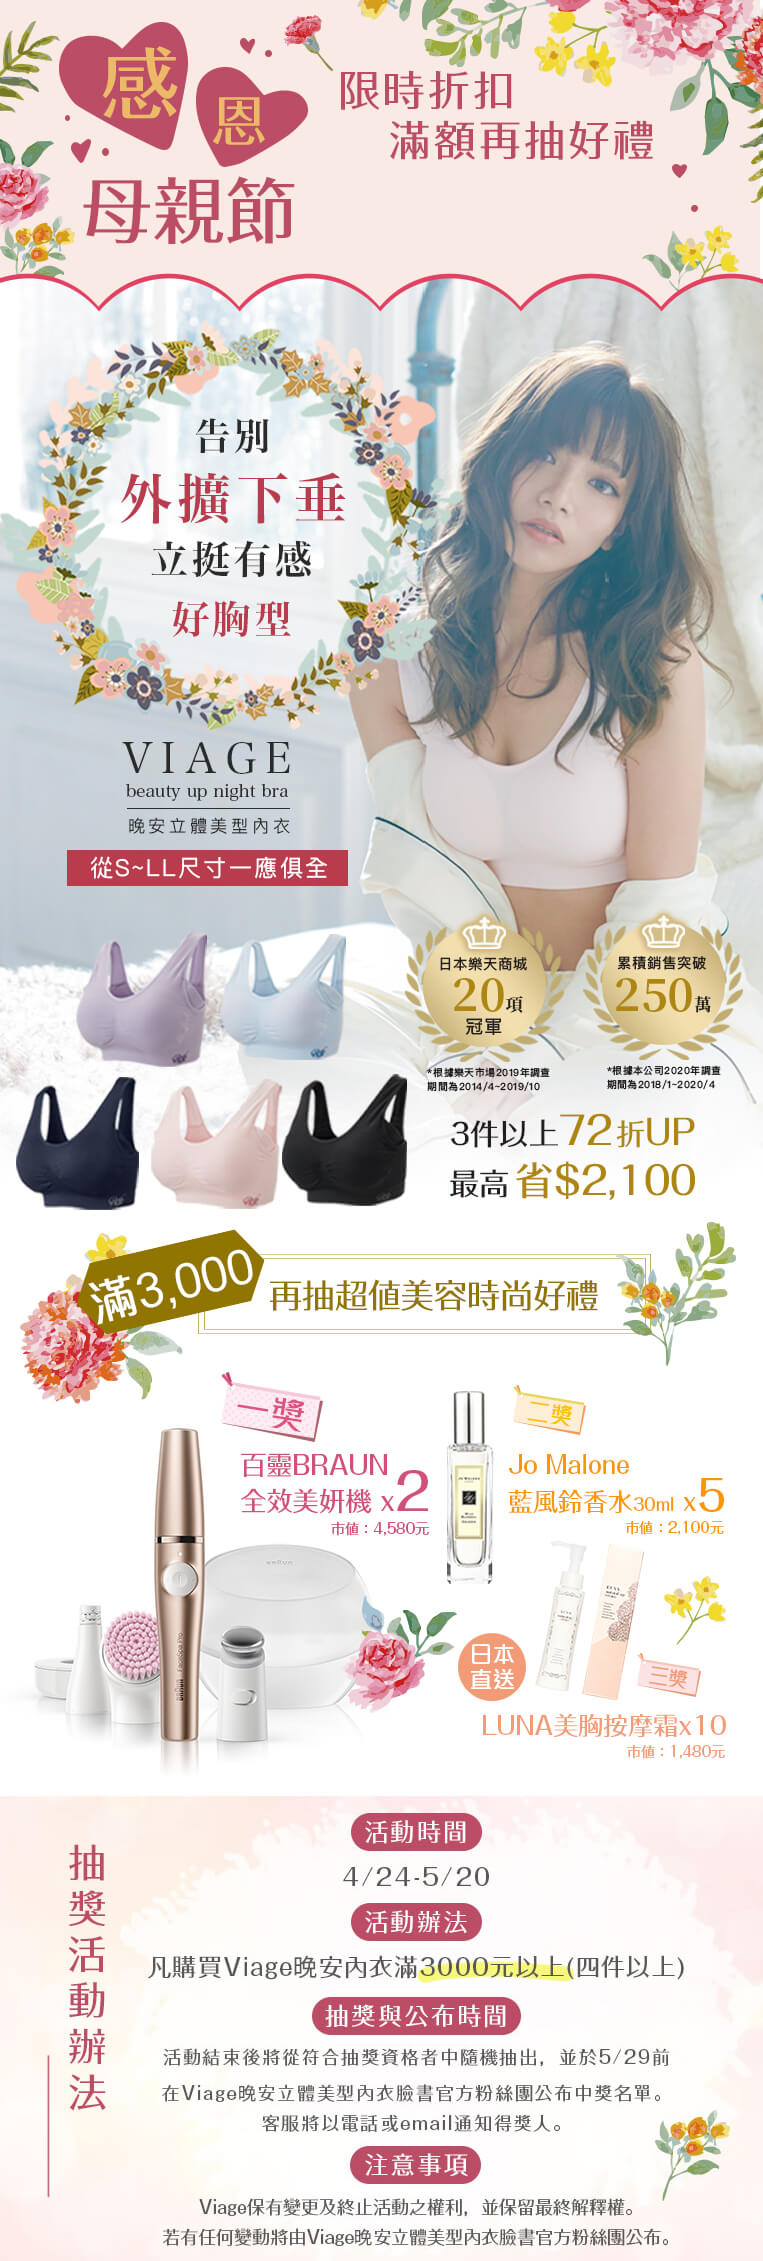 感恩
母親節
限時折扣
滿額再抽好禮
告別
外擴下垂
立挺有感
好胸型
VIAGE
beauty up night bra
晚安立體美型內衣
從S~LL尺寸一應俱全
日本樂天商城
20項
冠軍
*根據樂天市場2019年調查
期間為2014/4~2019/10
累積銷售突破
250萬
*根據本公司2020年調查
期間為2018/1~2020/4
3件以上72折UP
最高省$2,100
滿3,000
再抽超值美容時尚好禮
一獎
百靈BRAUN
全效美妍機 x2
市值：4,580元
BRAUN
BRAUN FaceSpa Pro
二獎
Jo Malone
藍風鈴香水30ml x5
市值：2,100元
JO MALONE
LUNA
日本
直送
三獎
LUNA美胸按摩霜x10
市值：1,480元
抽獎活動辦法
活動時間
4/24-5/20
活動辦法
凡購買Viage晚安內衣滿3000元以上(四件以上)
抽獎與公布時間
活動結束後將從符合抽獎資格者中隨機抽出，並於5/29前
在Viage晚安立體美型內衣臉書官方粉絲團公布中獎名單。
客服將以電話或email通知得獎人。
注意事項
Viage保有變更及終止活動之權利，並保留最終解釋權。
若有任何變動將由Viage晚安立體美型內衣臉書官方粉絲團公布。